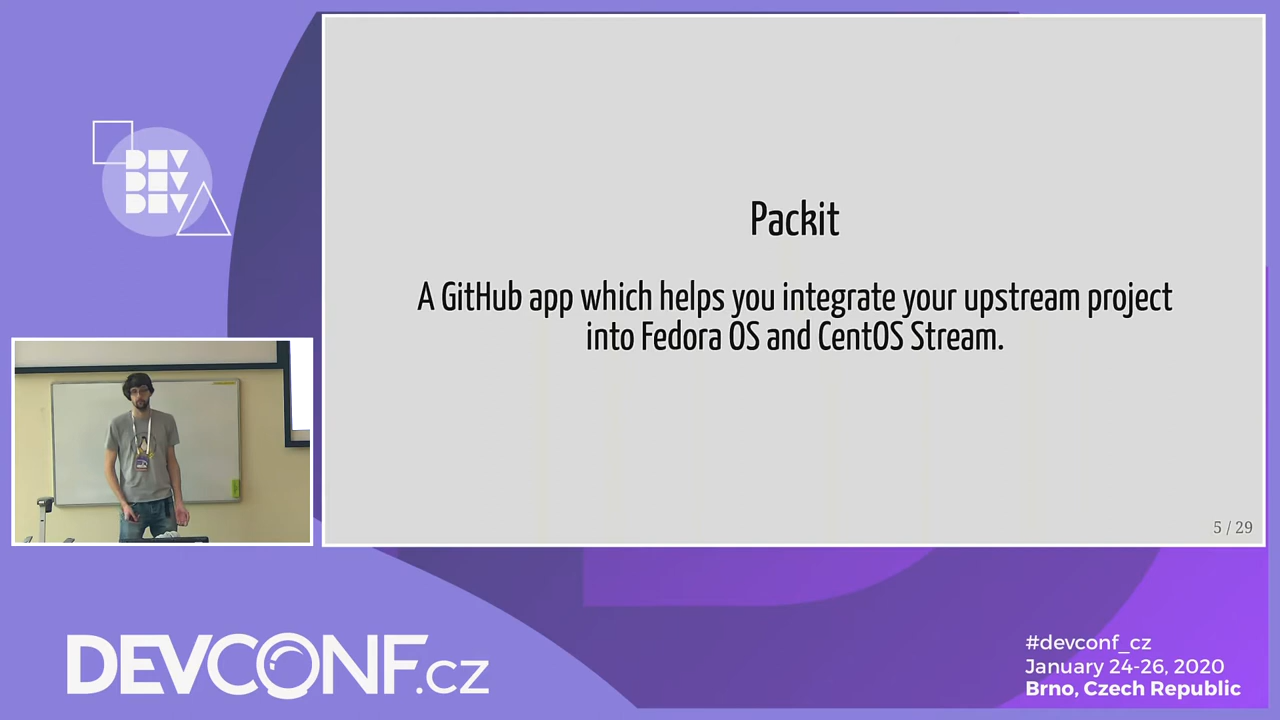 DEV
DEV
DEV
Packit
A GitHub app which helps you integrate your upstream project
into Fedora OS and CentOS Stream.
5 / 29
DEVCONF.cz
#devconf_cz
January 24-26, 2020
Brno, Czech Republic